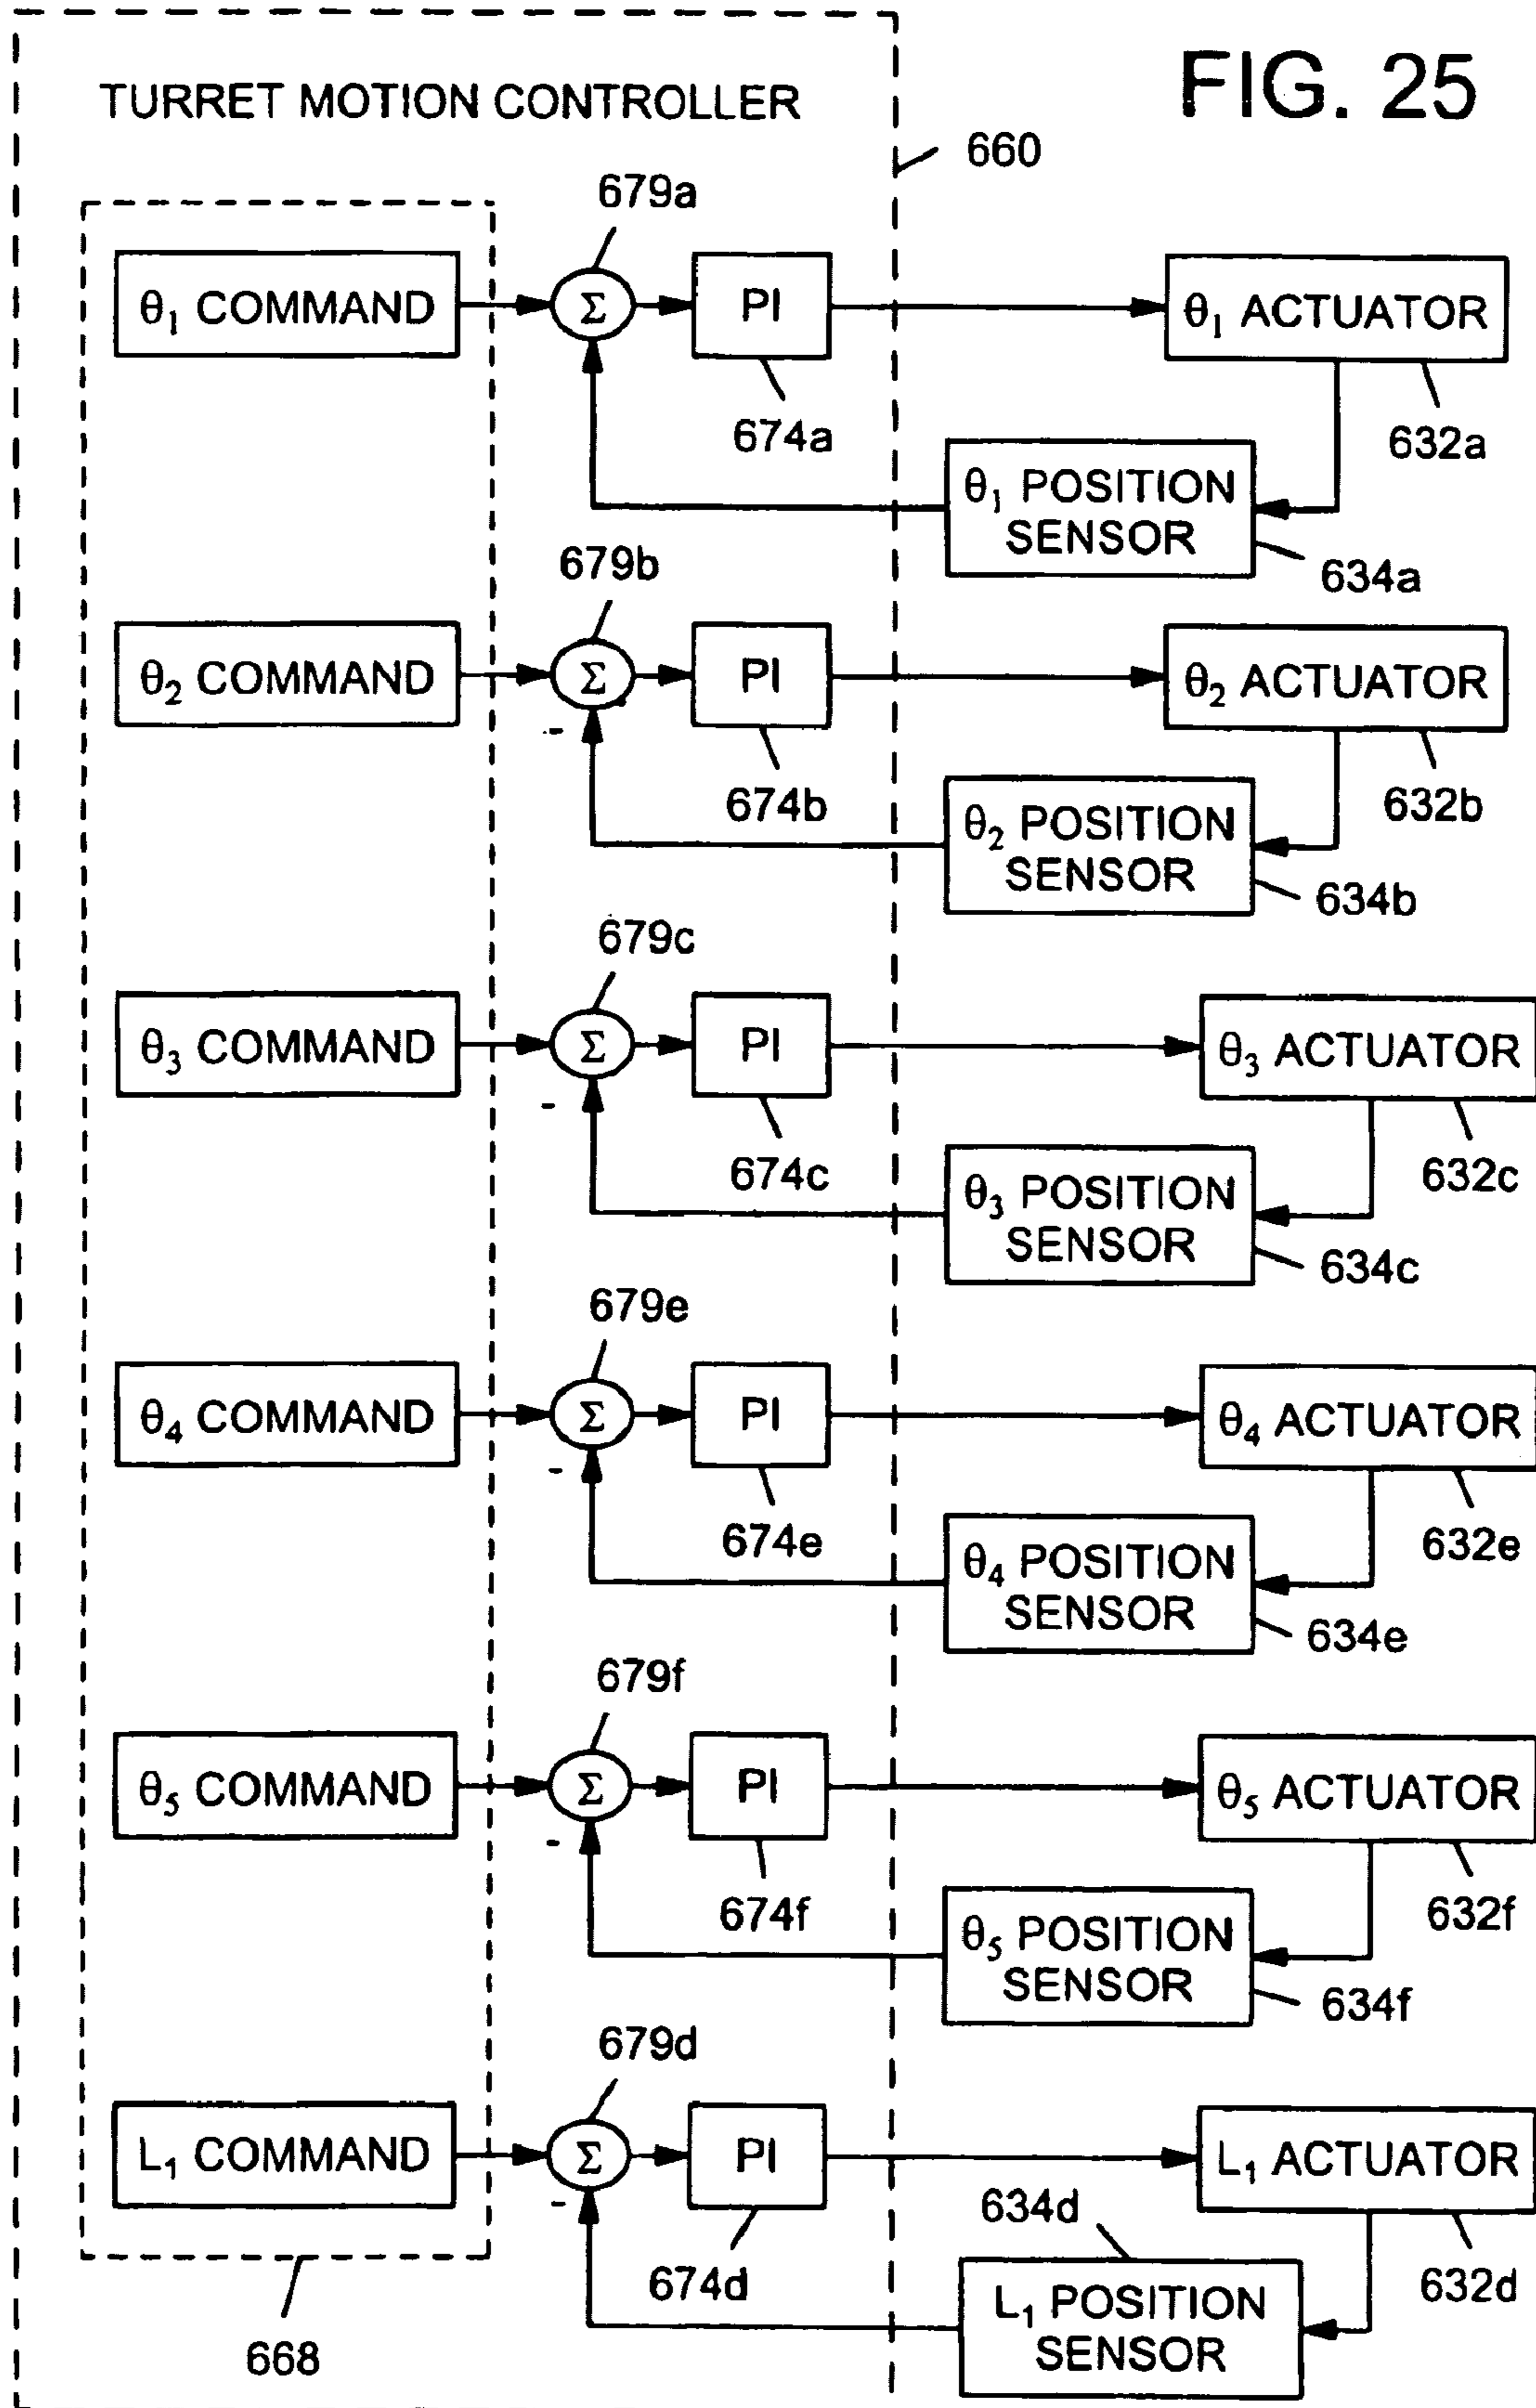 FIG. 25
TURRET MOTION CONTROLLER
660
679a
θ₁ COMMAND
Σ
PI
θ₁ ACTUATOR
674a
632a
θ₁ POSITION
SENSOR
634a
679b
θ₂ COMMAND
Σ
PI
θ₂ ACTUATOR
-
674b
632b
θ₂ POSITION
SENSOR
634b
679c
θ₃ COMMAND
Σ
PI
θ₃ ACTUATOR
-
674c
632c
θ₃ POSITION
SENSOR
634c
679e
θ₄ COMMAND
Σ
PI
θ₄ ACTUATOR
-
674e
632e
θ₄ POSITION
SENSOR
634e
679f
θ₅ COMMAND
Σ
PI
θ₅ ACTUATOR
-
674f
632f
θ₅ POSITION
SENSOR
634f
679d
L₁ COMMAND
Σ
PI
L₁ ACTUATOR
-
634d
674d
632d
L₁ POSITION
SENSOR
668